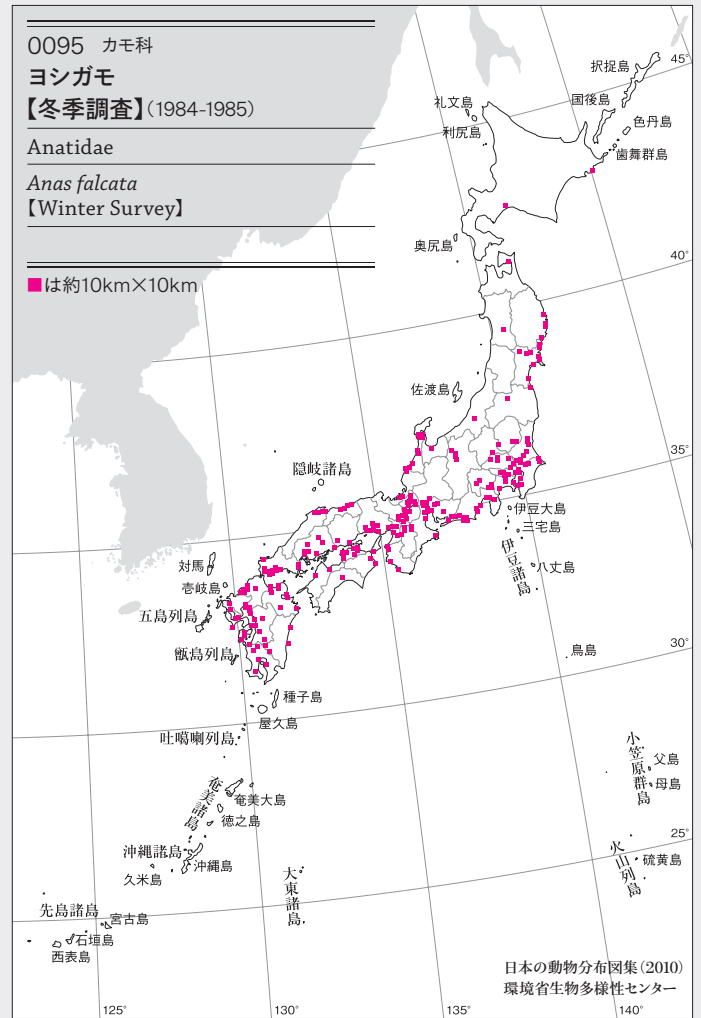 0095 カモ科
ヨシガモ
【冬季調査】(1984-1985)
Anatidae
Anas falcata
【Winter Survey】
■は約10km×10km
45°
択捉島
国後島
礼文島
色丹島
利尻島
歯舞群島
奥尻島
40°
佐渡島
35°
隠岐諸島
伊豆大島
三宅島
伊豆諸島
八丈島
対馬
壱岐島
五島列島
甑島列島
鳥島
30°
種子島
屋久島
吐噶喇列島
小笠原群島
父島
母島
奄美諸島
奄美大島
徳之島
25°
火山列島
硫黄島
沖縄諸島
沖縄島
久米島
大東諸島
先島諸島
宮古島
石垣島
西表島
日本の動物分布図集(2010)
環境省生物多様性センター
125°
130°
135°
140°